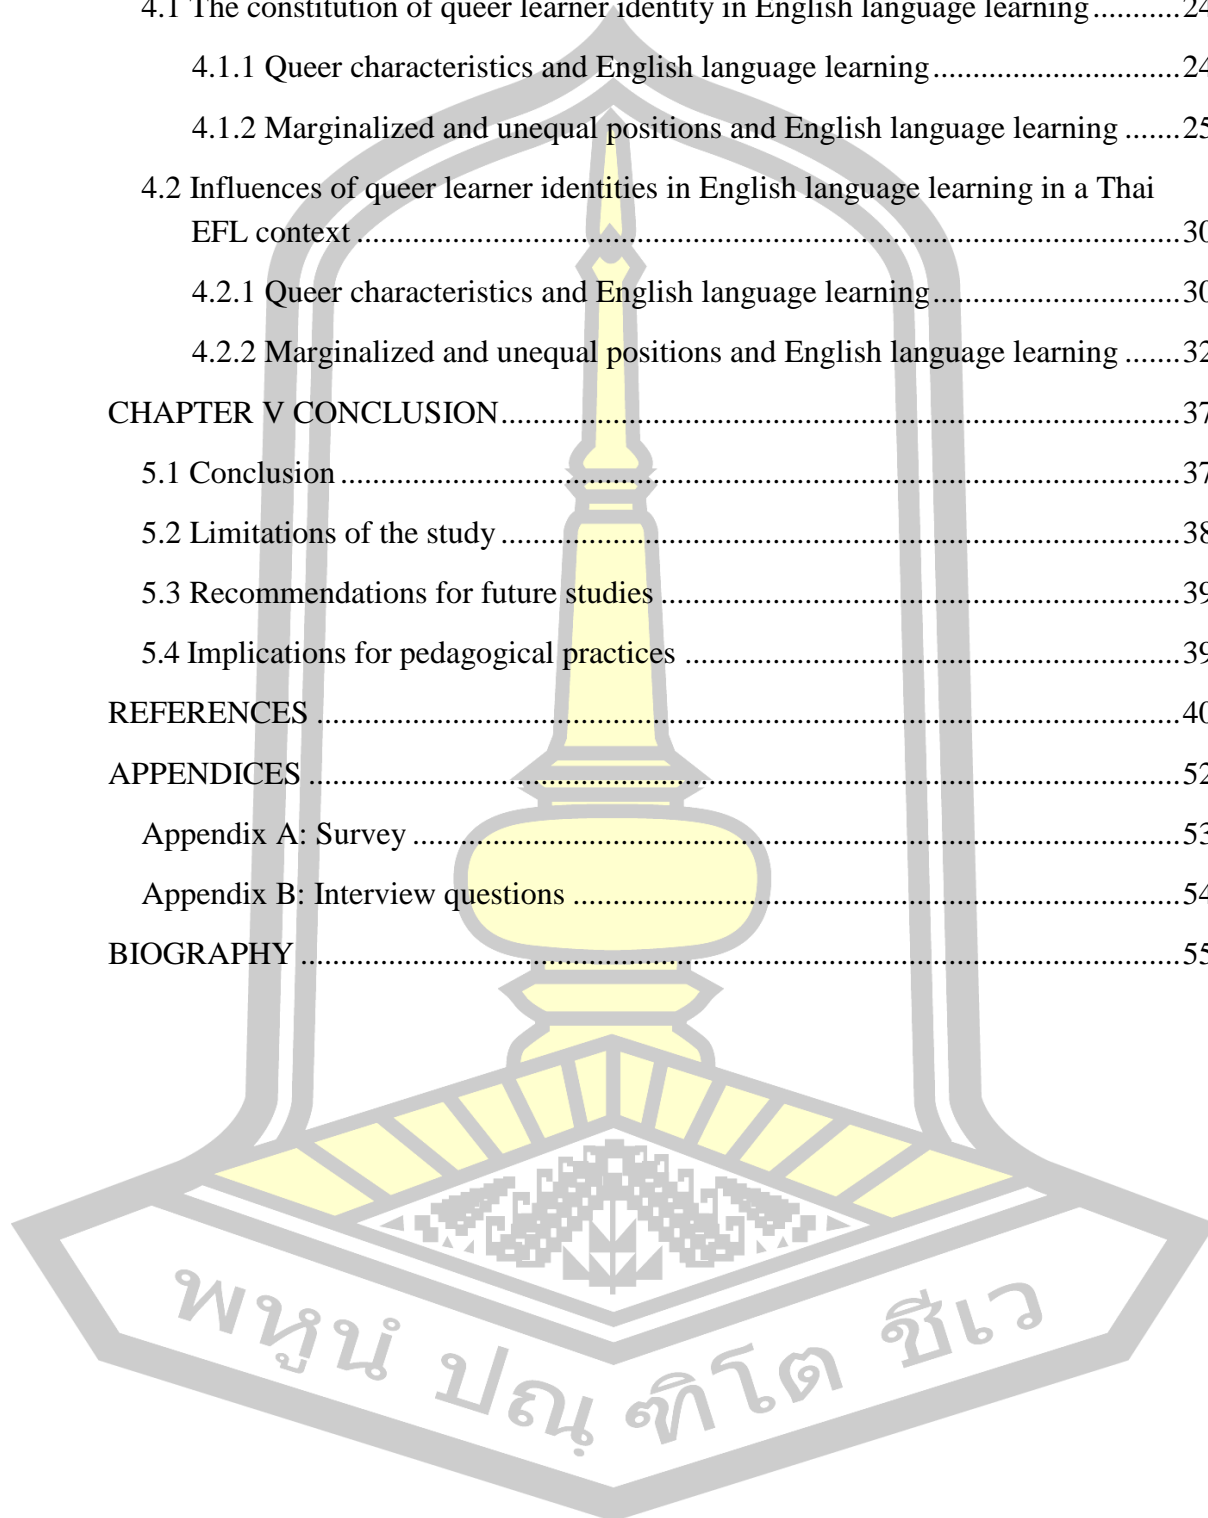 4.1 The constitution of queer learner identity in English language learning..........24
4.1.1 Queer characteristics and English language learning...............................24
4.1.2 Marginalized and unequal positions and English language learning .......25
4.2 Influences of queer learner identities in English language learning in a Thai
EFL context.......................................................................................................30
4.2.1 Queer characteristics and English language learning...............................30
4.2.2 Marginalized and unequal positions and English language learning .......32
CHAPTER V CONCLUSION....................................................................................37
5.1 Conclusion ..........................................................................................................37
5.2 Limitations of the study ......................................................................................38
5.3 Recommendations for future studies ..................................................................39
5.4 Implications for pedagogical practices ...............................................................39
REFERENCES ...........................................................................................................40
APPENDICES ............................................................................................................52
Appendix A: Survey .................................................................................................53
Appendix B: Interview questions .............................................................................54
BIOGRAPHY .............................................................................................................55
พหูนํ ปณฺฑิโต ชีเว